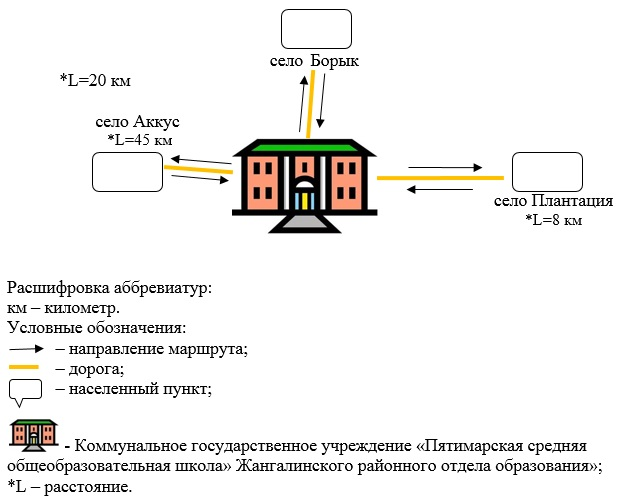 село Борык
*L=20 км
село Аккус
*L=45 км
село Плантация
*L=8 км
Расшифровка аббревиатур:
км – километр.
Условные обозначения:
– направление маршрута;
– дорога;
– населенный пункт;
- Коммунальное государственное учреждение «Пятимарская средняя
общеобразовательная школа» Жангалинского районного отдела образования»;
*L – расстояние.